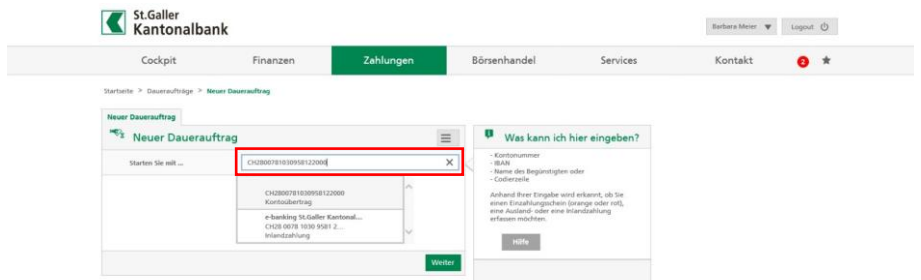 St.Galler
Kantonalbank
Barbara Meier
Logout
Cockpit
Finanzen
Zahlungen
Börsenhandel
Services
Kontakt
2
Startseite > Daueraufträge > Neuer Dauerauftrag
Neuer Dauerauftrag
Neuer Dauerauftrag
Starten Sie mit ...
CH2800781030958122000
CH2800781030958122000
Kontoübertrag
e-banking St.Galler Kantonal...
CH28 0078 1030 9581 2...
Inlandzahlung
Weiter
Was kann ich hier eingeben?
- Kontonummer
- IBAN
- Name des Begünstigten oder
- Codierzeile
Anhand Ihrer Eingabe wird erkannt, ob Sie
einen Einzahlungsschein (orange oder rot),
eine Ausland- oder eine Inlandzahlung
erfassen möchten.
Hilfe